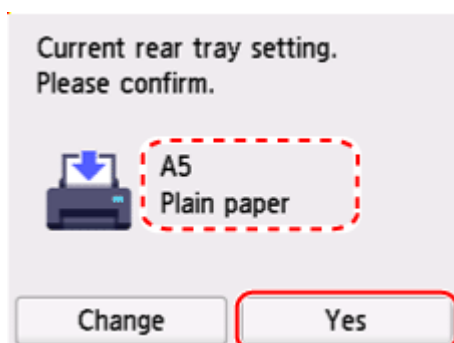 Current rear tray setting.
Please confirm.
A5
Plain paper
Change
Yes